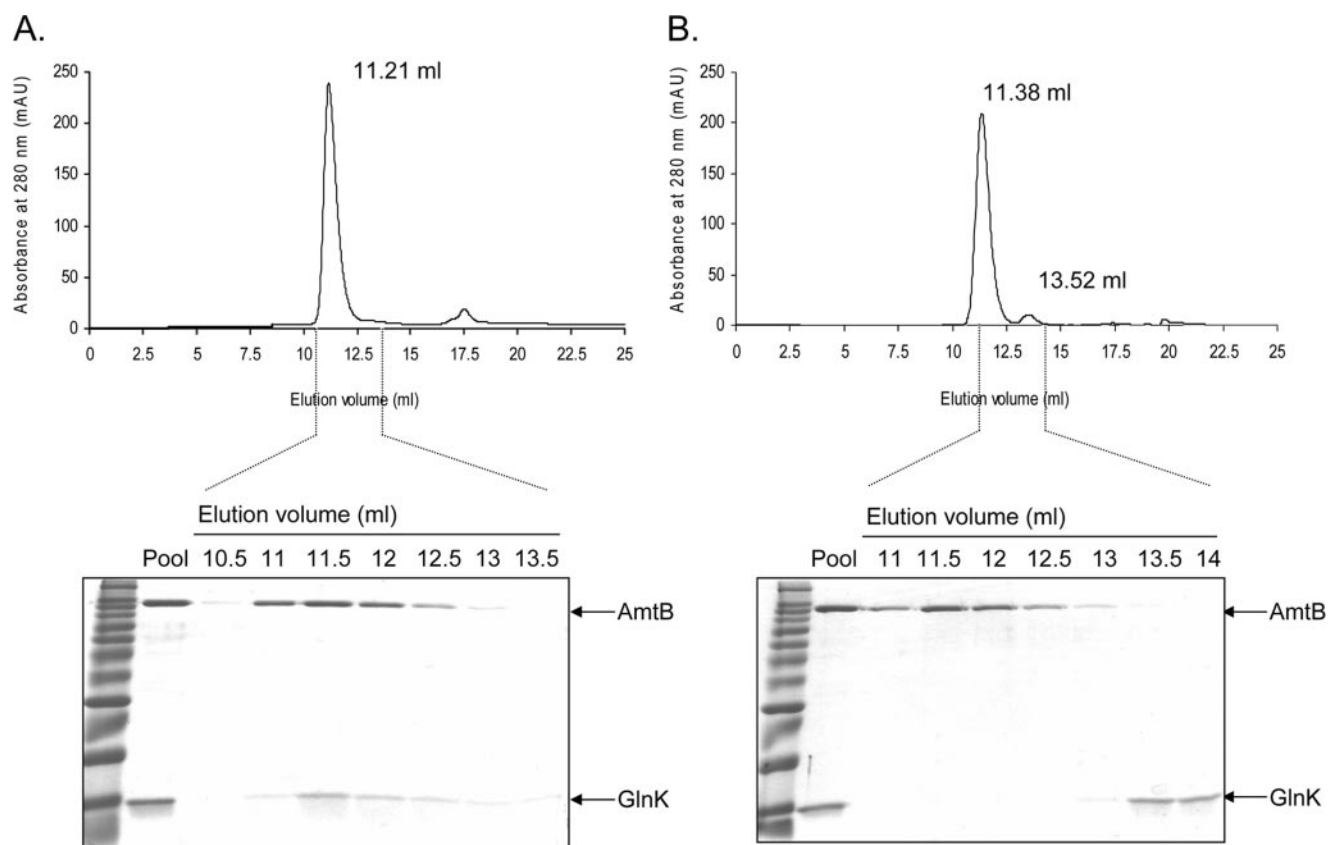 A.
250
200
150
100
50
0
Absorbance at 280 nm (mAU)
11.21 ml
0 2.5 5 7.5 10 12.5 15 17.5 20 22.5 25
Elution volume (ml)
Elution volume (ml)
Pool 10.5 11 11.5 12 12.5 13 13.5
AmtB
GlnK
B.
250
200
150
100
50
0
Absorbance at 280 nm (mAU)
11.38 ml
13.52 ml
0 2.5 5 7.5 10 12.5 15 17.5 20 22.5 25
Elution volume (ml)
Elution volume (ml)
Pool 11 11.5 12 12.5 13 13.5 14
AmtB
GlnK